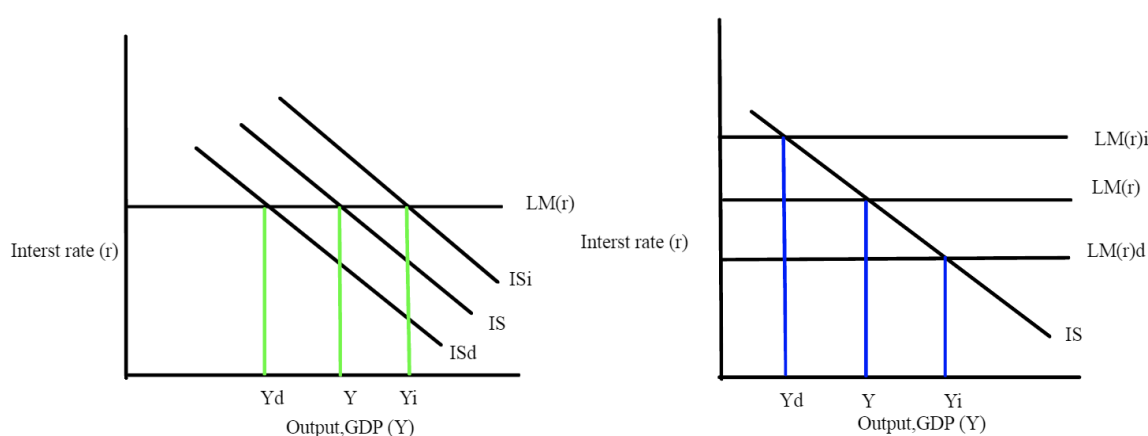 LM(r)
Interst rate (r)
ISi
IS
ISd
Yd Y Yi
Output,GDP (Y)
LM(r)i
LM(r)
Interst rate (r)
LM(r)d
IS
Yd Y Yi
Output,GDP (Y)